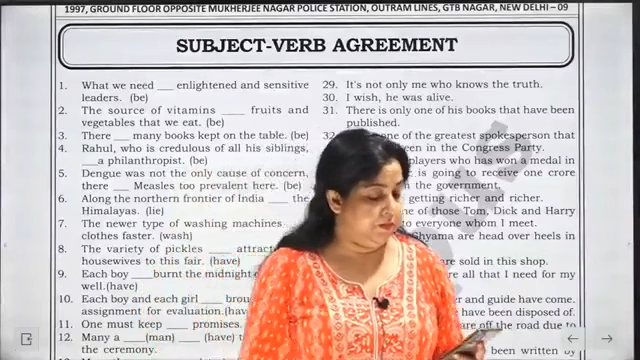 1997, GROUND FLOOR OPPOSITE MUKHERJEE NAGAR POLICE STATION, OUTRAM LINES, GTB NAGAR, NEW DELHI – 09
SUBJECT-VERB AGREEMENT
1. What we need ___ enlightened and sensitive
leaders. (be)
2. The source of vitamins ____ fruits and
vegetables that we eat. (be)
3. There ___ many books kept on the table. (be)
4. Rahul, who is credulous of all his siblings,
___a philanthropist. (be)
5. Dengue was not the only cause of concern,
there ___ Measles too prevalent here. (be)
6. Along the northern frontier of India ____ the
Himalayas. (lie)
7. The newer type of washing machines
clothes faster. (wash)
8. The variety of pickles ____ attract
housewives to this fair. (have)
9. Each boy ____burnt the midnight
well.(have)
10. Each boy and each girl ____ brou
assignment for evaluation.(hav
11. One must keep ____ promises.
12. Many a ____(man) ____ (have) t
the ceremony.
29. It's not only me who knows the truth.
30. I wish, he was alive.
31. There is only one of his books that have been
published.
32. one of the greatest spokesperson that
een in the Congress Party.
players who has won a medal in
is going to receive one crore
the government.
getting richer and richer.
ne of those Tom, Dick and Harry
to everyone whom I meet.
Shyama are head over heels in
are sold in this shop.
re all that I need for my
er and guide have come.
have been disposed of.
are off the road due to
been written by